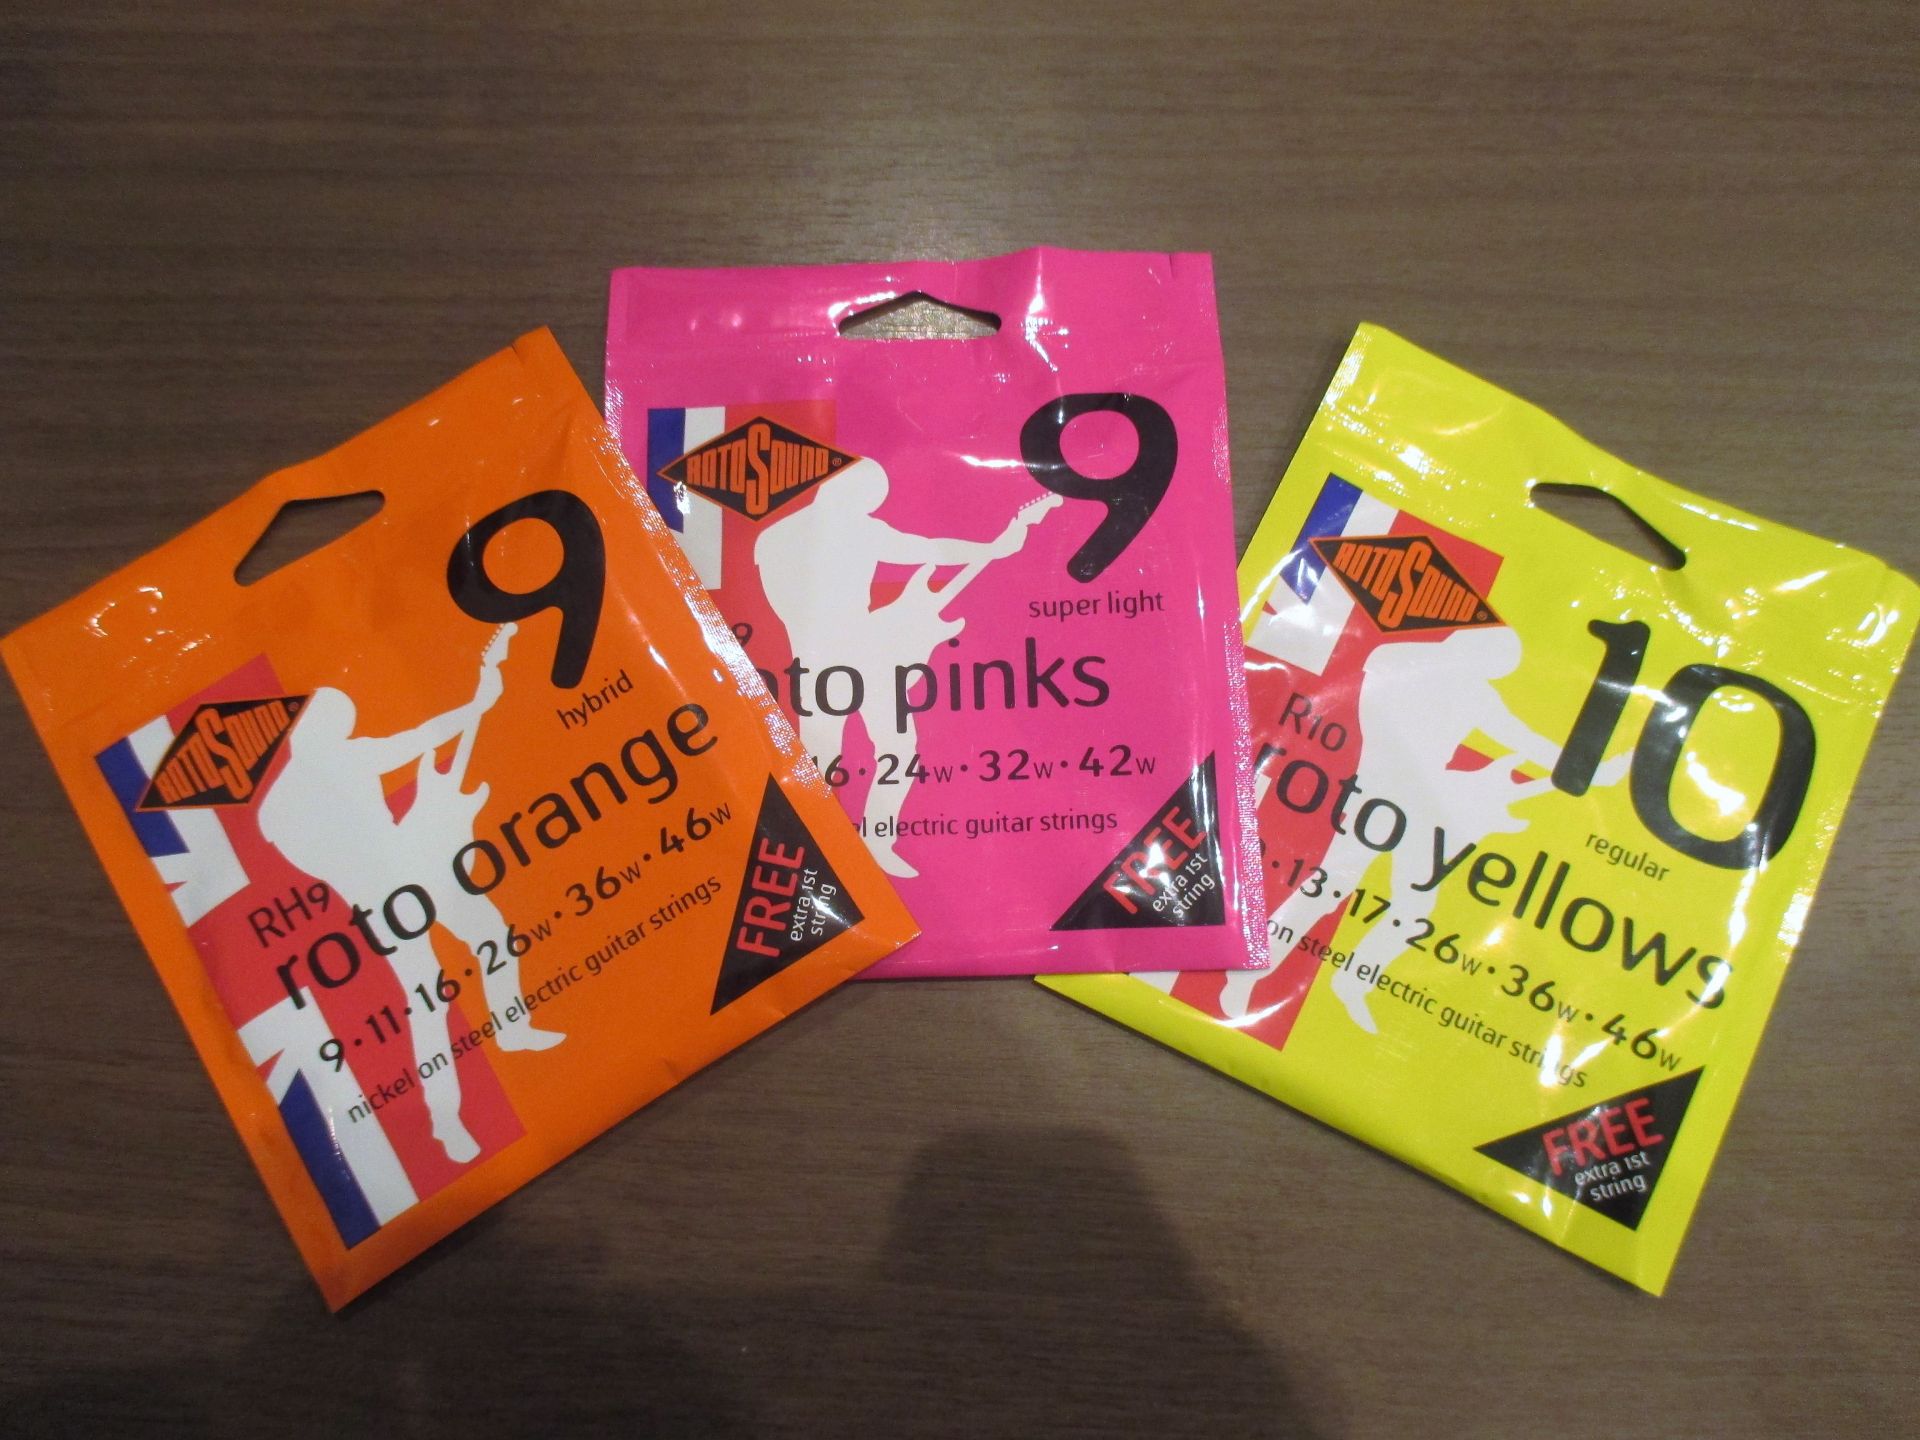 ROTOSOUND®
9
hybrid
RH9
roto orange
9·11·16·26w·36w·46w
nickel on steel electric guitar strings
FREE
extra 1st
string
ROTOSOUND®
9
super light
9
pinks
16·24w·32w·42w
electric guitar strings
FREE
extra 1st
string
ROTOSOUND®
10
regular
R10
roto yellows
·13·17·26w·36w·46w
on steel electric guitar strings
FREE
extra 1st
string